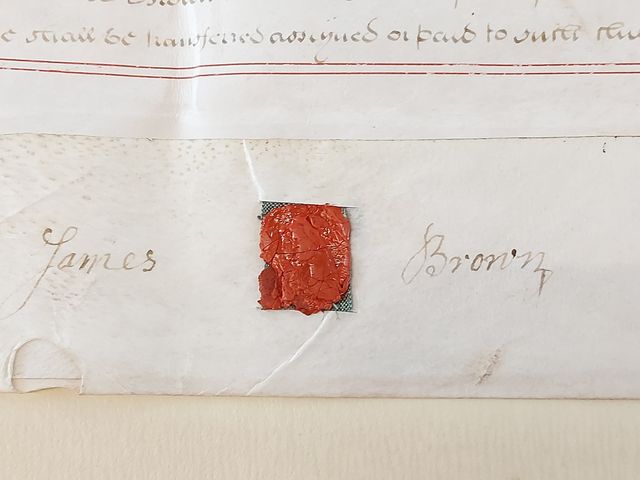 e shall be transferred assigned or paid to such
James Brown